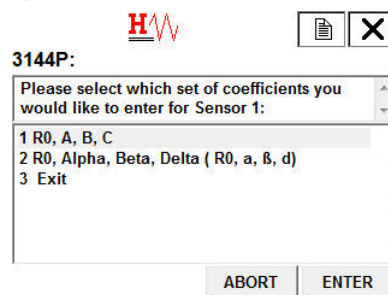 H
3144P:
Please select which set of coefficients you
would like to enter for Sensor 1:
1 R0, A, B, C
2 R0, Alpha, Beta, Delta ( R0, a, ß, d)
3 Exit
ABORT ENTER